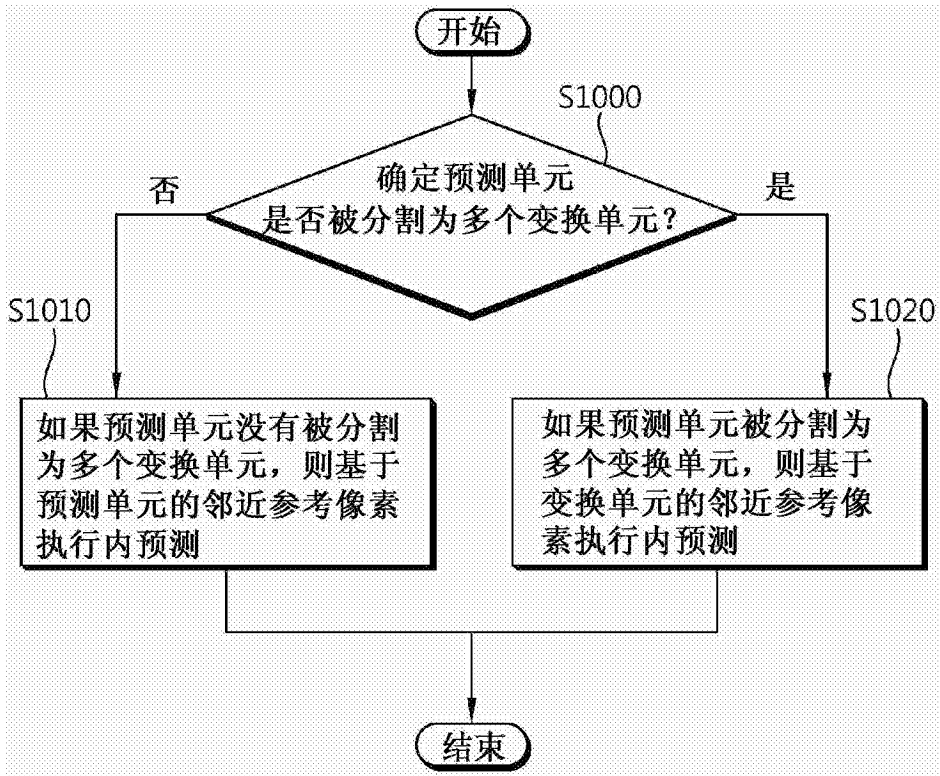 开始
S1000
确定预测单元
是否被分割为多个变换单元？
否
是
S1010
S1020
如果预测单元没有被分割
为多个变换单元，则基于
预测单元的邻近参考像素
执行内预测
如果预测单元被分割为
多个变换单元，则基于
变换单元的邻近参考像
素执行内预测
结束